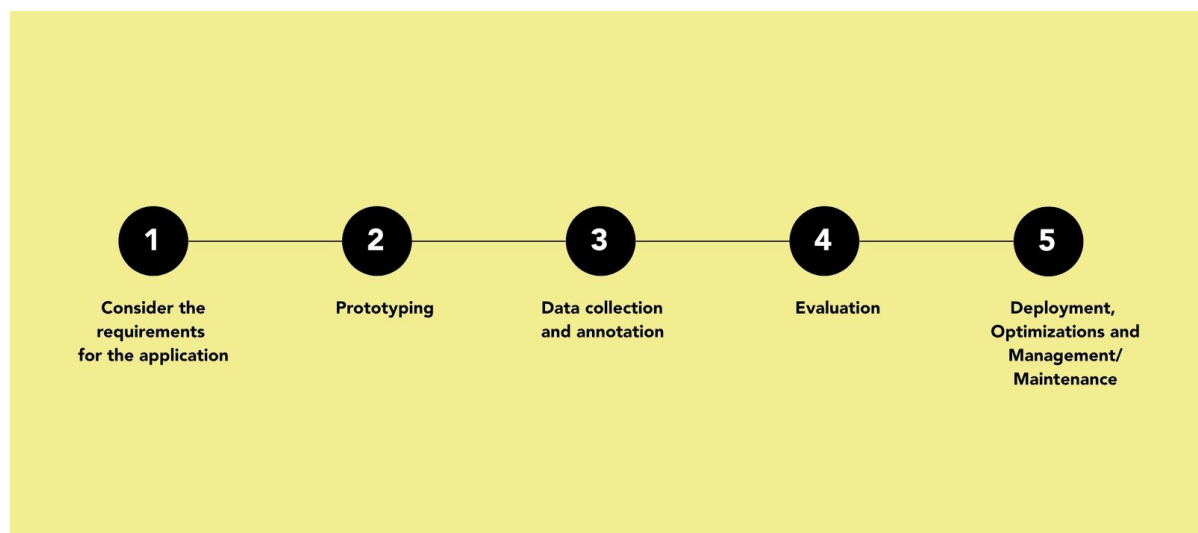 1
Consider the
requirements
for the application
2
Prototyping
3
Data collection
and annotation
4
Evaluation
5
Deployment,
Optimizations and
Management/
Maintenance